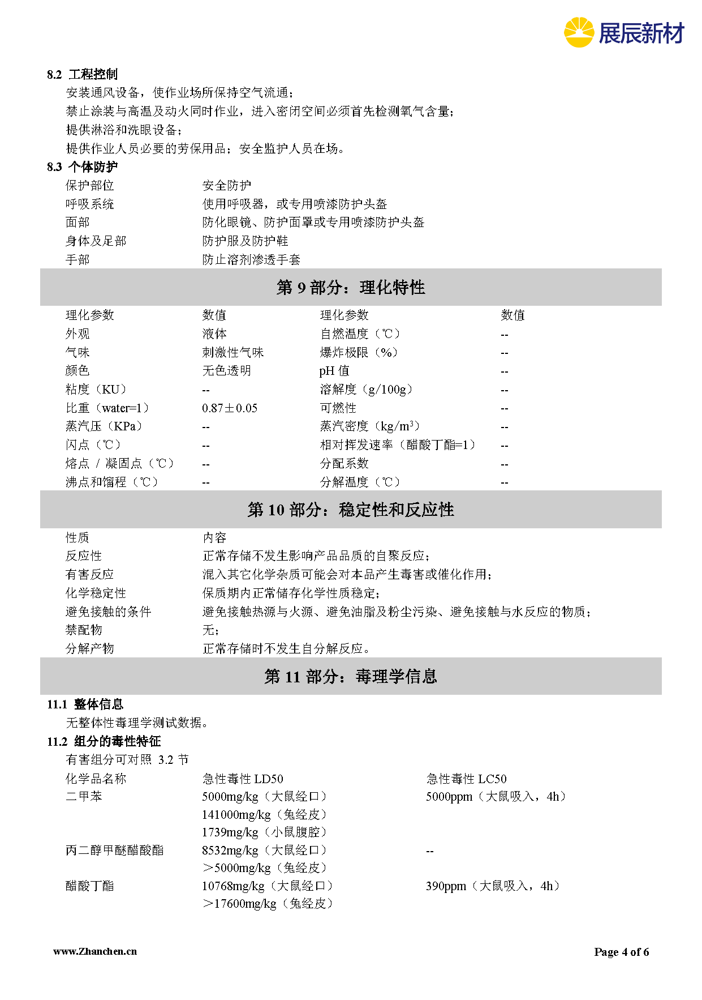 展辰新材
8.2 工程控制
安装通风设备，使作业场所保持空气流通；
禁止涂装与高温及动火同时作业，进入密闭空间必须首先检测氧气含量；
提供淋浴和洗眼设备；
提供作业人员必要的劳保用品；安全监护人员在场。
8.3 个体防护
保护部位 安全防护
呼吸系统 使用呼吸器，或专用喷漆防护头盔
面部 防化眼镜、防护面罩或专用喷漆防护头盔
身体及足部 防护服及防护鞋
手部 防止溶剂渗透手套
第 9 部分：理化特性
理化参数 数值 理化参数 数值
外观 液体 自燃温度（℃） --
气味 刺激性气味 爆炸极限（%） --
颜色 无色透明 pH 值 --
粘度（KU） -- 溶解度（g/100g） --
比重（water=1） 0.87±0.05 可燃性 --
蒸汽压（KPa） -- 蒸汽密度（kg/m³） --
闪点（℃） -- 相对挥发速率（醋酸丁酯=1） --
熔点 / 凝固点（℃） -- 分配系数 --
沸点和馏程（℃） -- 分解温度（℃） --
第 10 部分：稳定性和反应性
性质 内容
反应性 正常存储不发生影响产品品质的自聚反应；
有害反应 混入其它化学杂质可能会对本品产生毒害或催化作用；
化学稳定性 保质期内正常储存化学性质稳定；
避免接触的条件 避免接触热源与火源、避免油脂及粉尘污染、避免接触与水反应的物质；
禁配物 无；
分解产物 正常存储时不发生自分解反应。
第 11 部分：毒理学信息
11.1 整体信息
无整体性毒理学测试数据。
11.2 组分的毒性特征
有害组分可对照 3.2 节
化学品名称 急性毒性 LD50 急性毒性 LC50
二甲苯 5000mg/kg（大鼠经口） 5000ppm（大鼠吸入，4h）
141000mg/kg（兔经皮）
1739mg/kg（小鼠腹腔）
丙二醇甲醚醋酸酯 8532mg/kg（大鼠经口） --
＞5000mg/kg（兔经皮）
醋酸丁酯 10768mg/kg（大鼠经口） 390ppm（大鼠吸入，4h）
＞17600mg/kg（兔经皮）
www.Zhanchen.cn Page 4 of 6